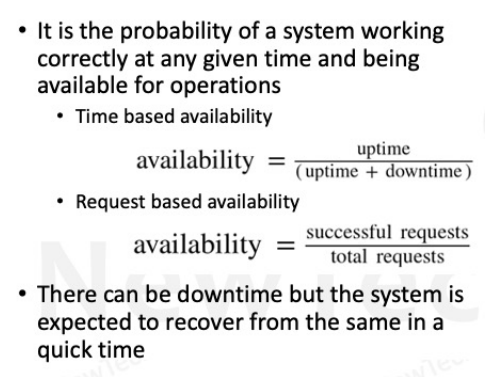 • It is the probability of a system working
correctly at any given time and being
available for operations
• Time based availability
availability = uptime / (uptime + downtime)
• Request based availability
availability = successful requests / total requests
• There can be downtime but the system is
expected to recover from the same in a
quick time